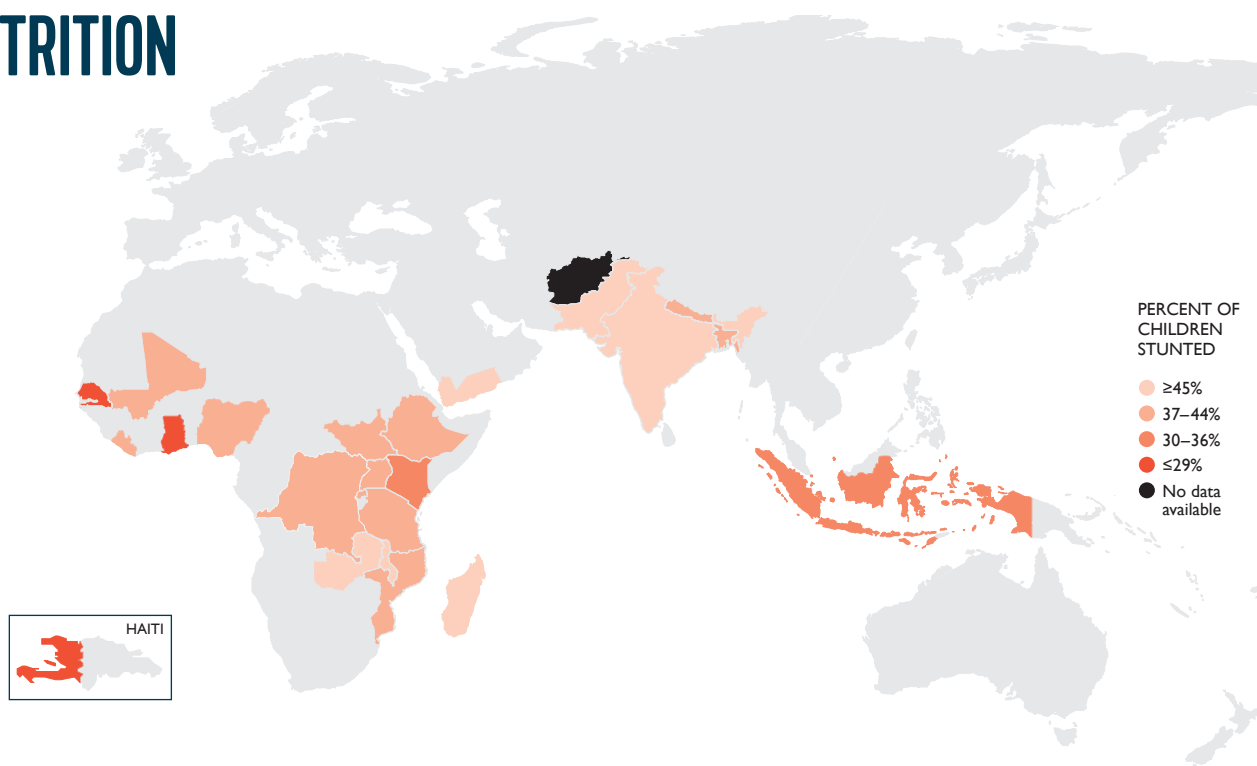 TRITION
PERCENT OF
CHILDREN
STUNTED
≥45%
37–44%
30–36%
≤29%
No data
available
HAITI